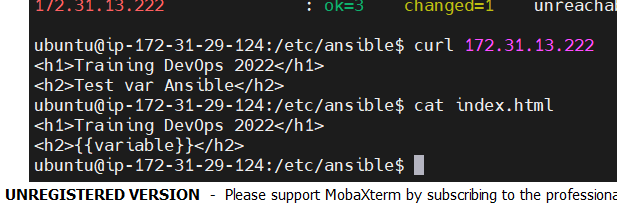 172.31.13.222 : ok=3 changed=1 unreachab
ubuntu@ip-172-31-29-124:/etc/ansible$ curl 172.31.13.222
<h1>Training DevOps 2022</h1>
<h2>Test var Ansible</h2>
ubuntu@ip-172-31-29-124:/etc/ansible$ cat index.html
<h1>Training DevOps 2022</h1>
<h2>{{variable}}</h2>
ubuntu@ip-172-31-29-124:/etc/ansible$
UNREGISTERED VERSION - Please support MobaXterm by subscribing to the professiona